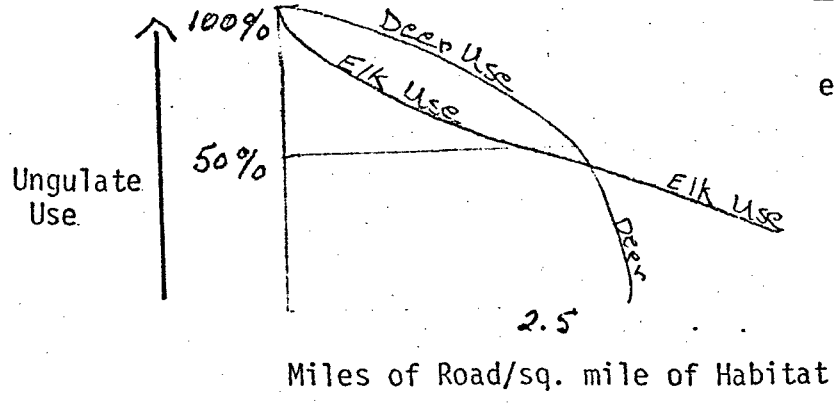 100%
Deer Use
Elk Use
e
50%
Ungulate
Use
Elk Use
Deer
2.5
Miles of Road/sq. mile of Habitat